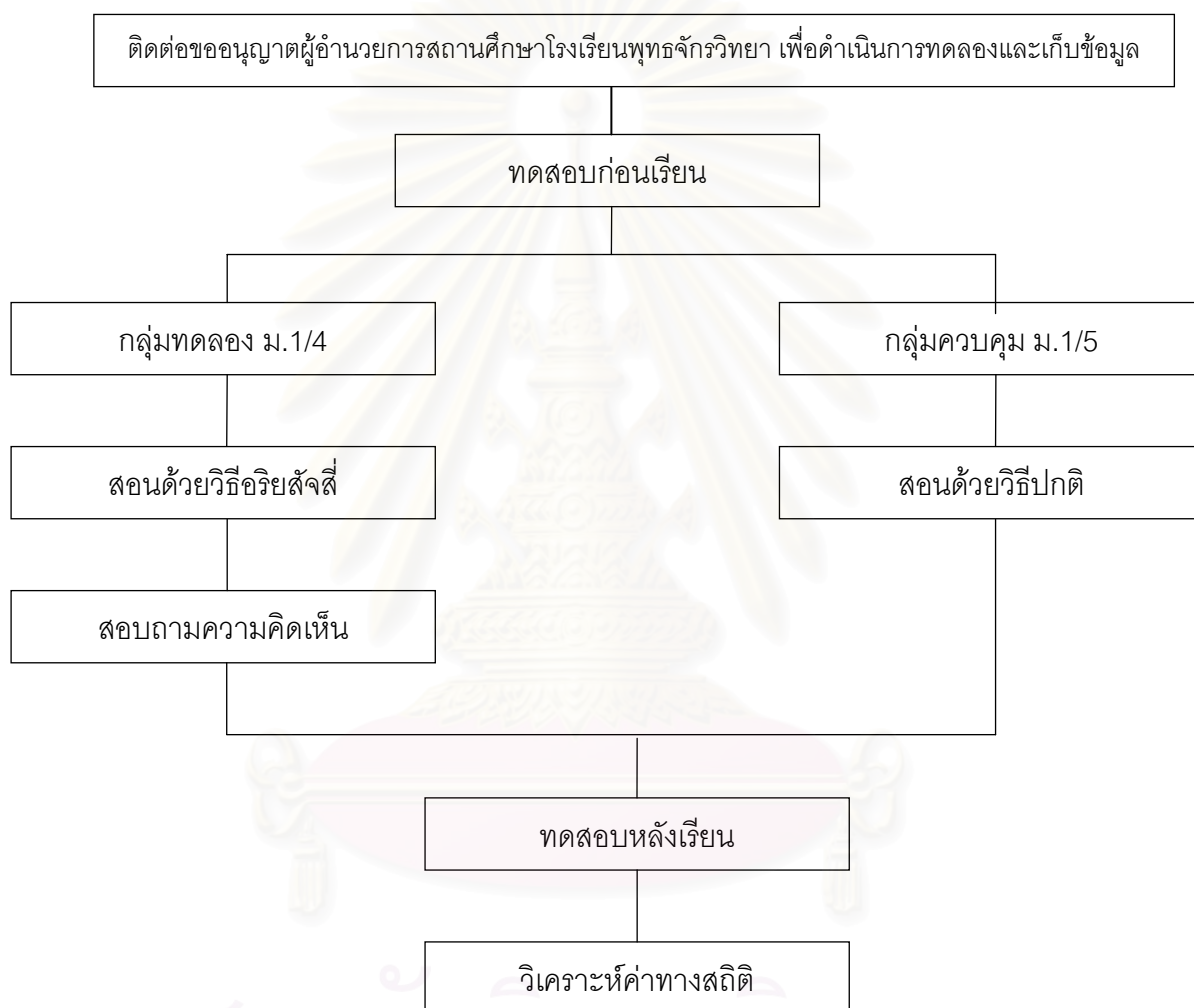 ติดต่อขออนุญาตผู้อำนวยการสถานศึกษาโรงเรียนพุทธจักรวิทยา เพื่อดำเนินการทดลองและเก็บข้อมูล
ทดสอบก่อนเรียน
กลุ่มทดลอง ม.1/4
กลุ่มควบคุม ม.1/5
สอนด้วยวิธีอริยสัจสี่
สอนด้วยวิธีปกติ
สอบถามความคิดเห็น
ทดสอบหลังเรียน
วิเคราะห์ค่าทางสถิติ